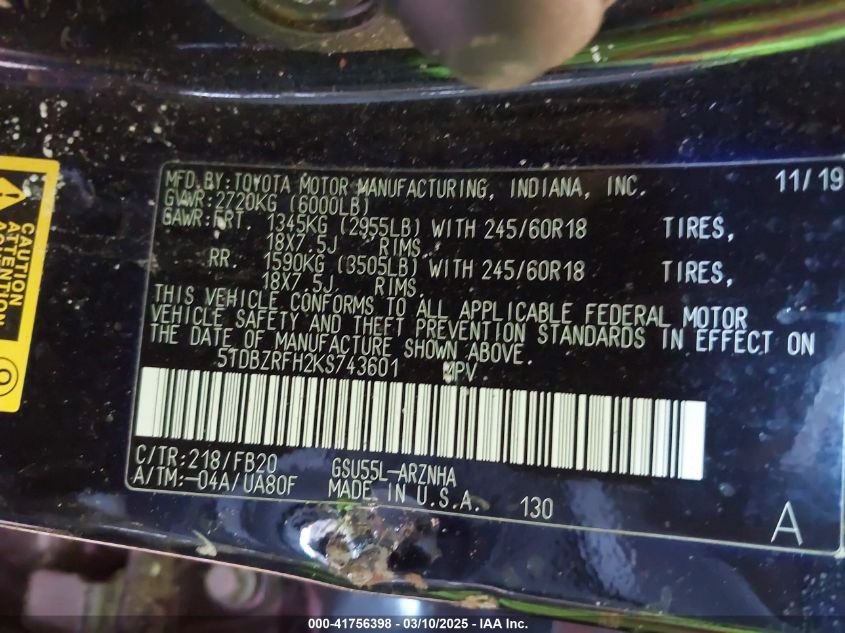 MFD. BY: TOYOTA MOTOR MANUFACTURING, INDIANA, INC. 11/19
GVWR: 2720KG (6000LB)
GAWR: FRT. 1345KG (2955LB) WITH 245/60R18 TIRES,
18X7.5J RIMS,
RR. 1590KG (3505LB) WITH 245/60R18 TIRES,
18X7.5J RIMS.
THIS VEHICLE CONFORMS TO ALL APPLICABLE FEDERAL MOTOR
VEHICLE SAFETY AND THEFT PREVENTION STANDARDS IN EFFECT ON
THE DATE OF MANUFACTURE SHOWN ABOVE.
5TDBZRFH2KS743601 MPV
C/TR: 218/FB20 GSU55L-ARZNHA
A/TM: -04A/UA80F MADE IN U.S.A. 130
A
CAUTION
ATTENTION
000-41756398 - 03/10/2025 - IAA Inc.